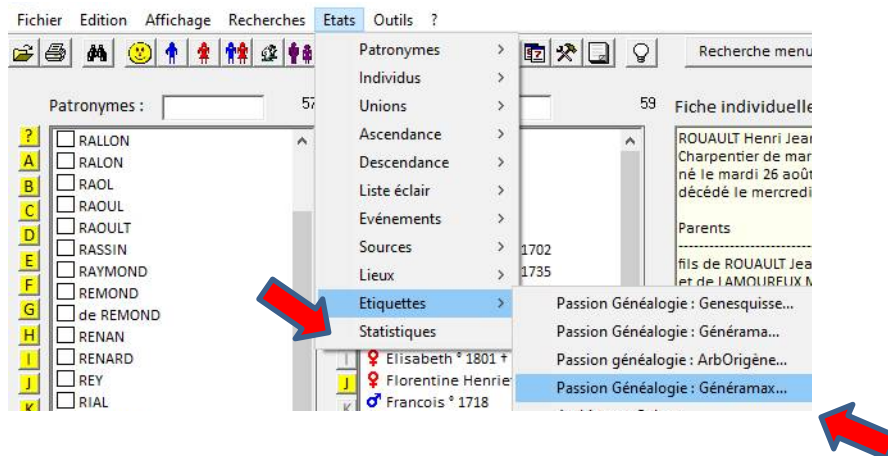 Fichier Edition Affichage Recherches Etats Outils ?
Recherche menu
Patronymes :
57
59
Fiche individuelle
?
A
B
C
D
E
F
G
H
I
J
K
RALLON
RALON
RAOL
RAOUL
RAOULT
RASSIN
RAYMOND
REMOND
de REMOND
RENAN
RENARD
REY
RIAL
Patronymes >
Individus >
Unions >
Ascendance >
Descendance >
Liste éclair >
Evénements >
Sources >
Lieux >
Etiquettes >
Statistiques
1702
1735
I
J
K
♀ Elisabeth ° 1801 +
♀ Florentine Henrie
♂ Francois ° 1718
Passion Généalogie : Genesquisse...
Passion Généalogie : Générama...
Passion généalogie : ArbOrigène...
Passion Généalogie : Généramax...
ROUAULT Henri Jean
Charpentier de mar
né le mardi 26 août
décédé le mercredi
Parents
fils de ROUAULT Jea
et de LAMOUREUX M